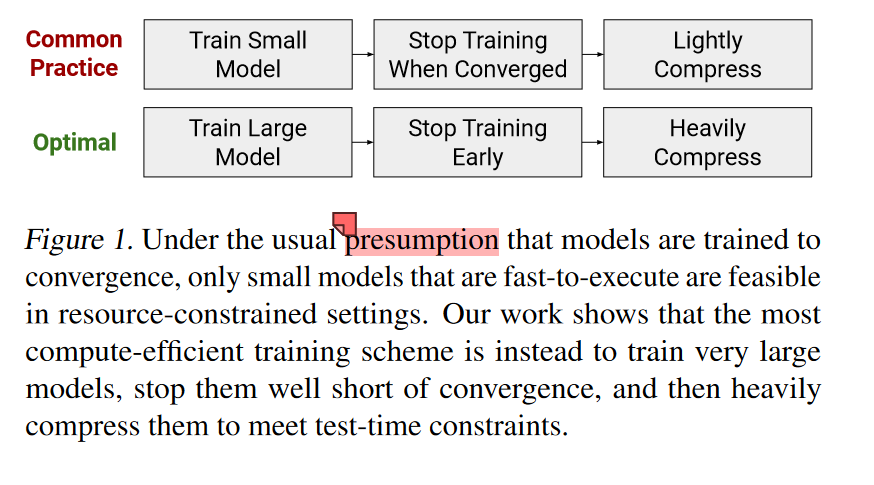 Common Practice
Train Small Model
Stop Training When Converged
Lightly Compress
Optimal
Train Large Model
Stop Training Early
Heavily Compress
Figure 1. Under the usual presumption that models are trained to
convergence, only small models that are fast-to-execute are feasible
in resource-constrained settings. Our work shows that the most
compute-efficient training scheme is instead to train very large
models, stop them well short of convergence, and then heavily
compress them to meet test-time constraints.